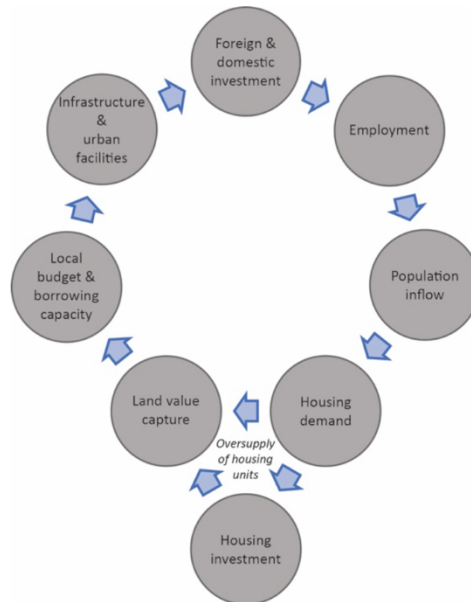 Foreign &
domestic
investment
Infrastructure
&
urban
facilities
Employment
Local
budget &
borrowing
capacity
Population
inflow
Land value
capture
Housing
demand
Oversupply
of housing
units
Housing
investment